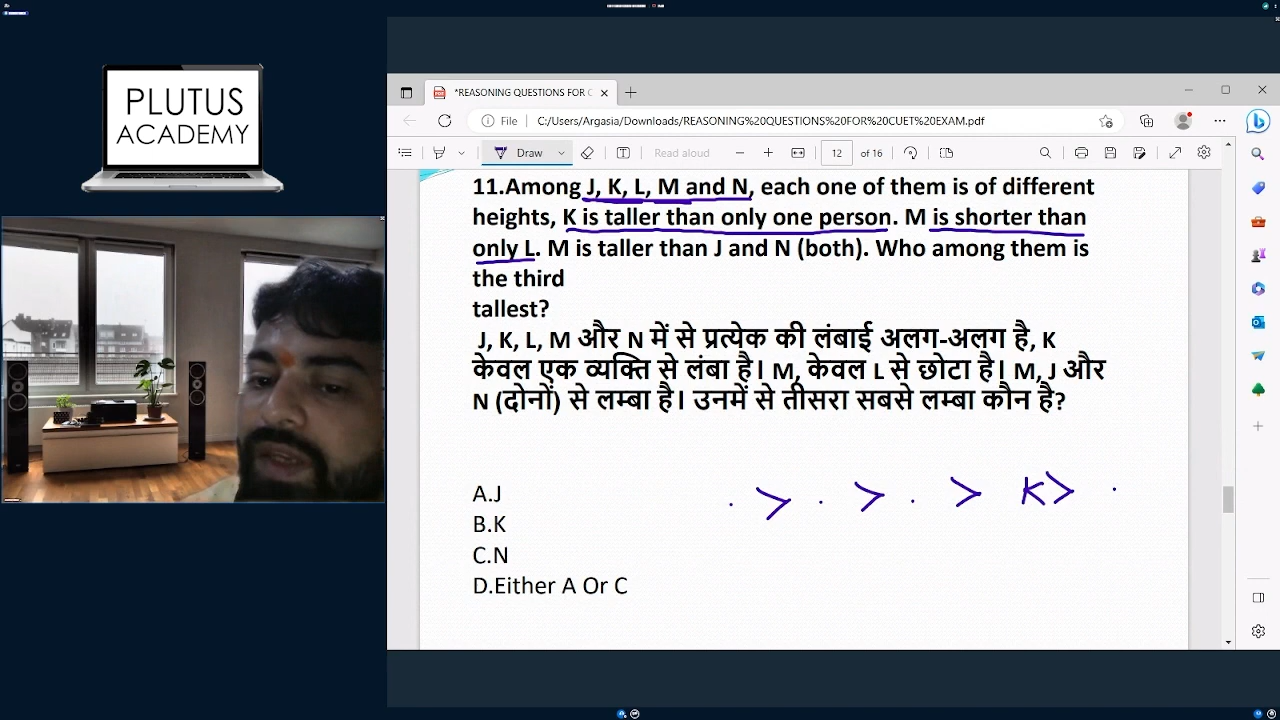 PLUTUS
ACADEMY
*REASONING QUESTIONS FOR C
File
C:/Users/Argasia/Downloads/REASONING%20QUESTIONS%20FOR%20CUET%20EXAM.pdf
Draw
Read aloud
12
of 16
11.Among J, K, L, M and N, each one of them is of different
heights, K is taller than only one person. M is shorter than
only L. M is taller than J and N (both). Who among them is
the third
tallest?
J, K, L, M और N में से प्रत्येक की लंबाई अलग-अलग है, K
केवल एक व्यक्ति से लंबा है। M, केवल L से छोटा है। M, J और
N (दोनों) से लम्बा है। उनमें से तीसरा सबसे लम्बा कौन है?
. > . > . > K > .
A.J
B.K
C.N
D.Either A Or C